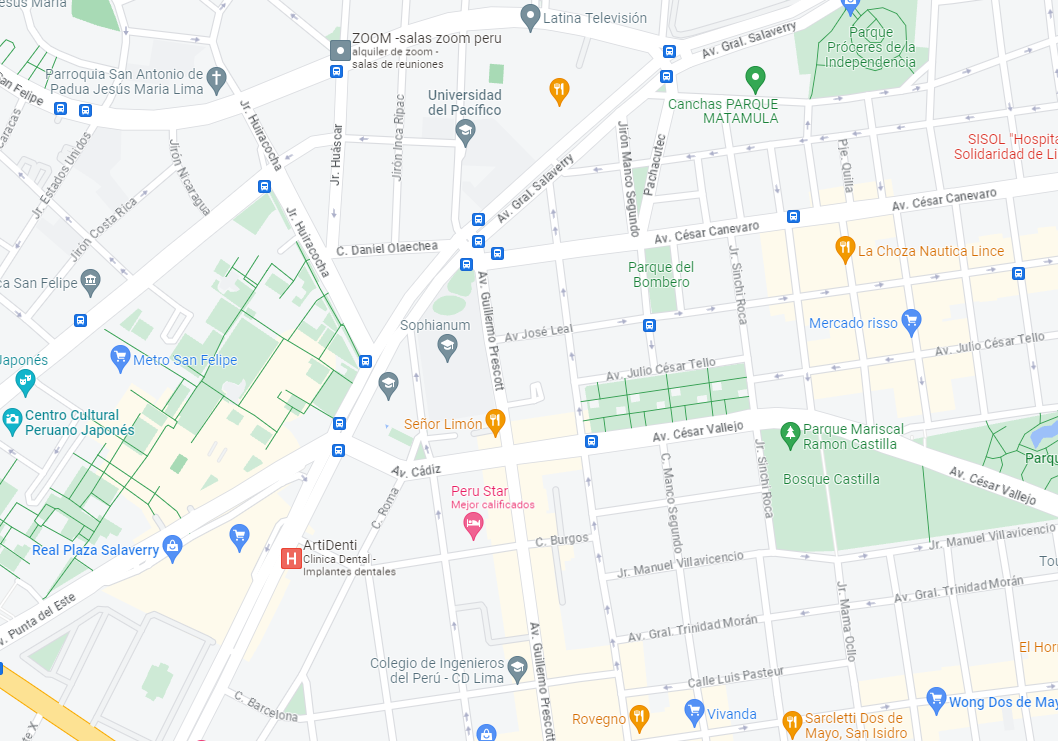 esús María
Latina Televisión
Av. Gral. Salaverry
Parque
Próceres de la
Independencia
ZOOM -salas zoom peru
alquiler de zoom -
salas de reuniones
Parroquia San Antonio de
Padua Jesús Maria Lima
San Felipe
Universidad
del Pacífico
Canchas PARQUE
MATAMULA
Caracas
Jr. Huiracocha
Jirón Inca Ripac
Jr. Huáscar
Jirón Manco Segundo
Pachacutec
Pje. Quilla
SISOL "Hospita
Solidaridad de Li
Jr. Estados Unidos
Jirón Nicaragua
Av. Gral. Salaverry
Jirón Costa Rica
Jr. Huiracocha
Av. César Canevaro
Av. César Canevaro
C. Daniel Olaechea
La Choza Nautica Lince
Parque del
Bombero
Jr. Sinchi Roca
ca San Felipe
Av. Guillermo Prescott
Sophianum
Av José Leal
Mercado risso
Av. Julio César Tello
Japonés
Metro San Felipe
Av. Julio César Tello
Centro Cultural
Peruano Japonés
Señor Limón
Av. César Vallejo
Parque Mariscal
Ramon Castilla
Jr. Sinchi Roca
Parqu
Av. Cádiz
Bosque Castilla
Av. César Vallejo
C. Manco Segundo
C. Roma
Peru Star
Mejor calificados
Real Plaza Salaverry
ArtiDenti
Clinica Dental -
Implantes dentales
C. Burgos
Jr. Manuel Villavicencio
Jr. Manuel Villavicencio
Tou
Av. Gral. Trinidad Morán
Jr. Mama Ocllo
v. Punta del Este
Av. Gral. Trinidad Morán
Av. Guillermo Prescott
El Horn
Colegio de Ingenieros
del Perú - CD Lima
Calle Luis Pasteur
C. Barcelona
Wong Dos de May
Rovegno
Vivanda
Sarcletti Dos de
Mayo, San Isidro
te X.